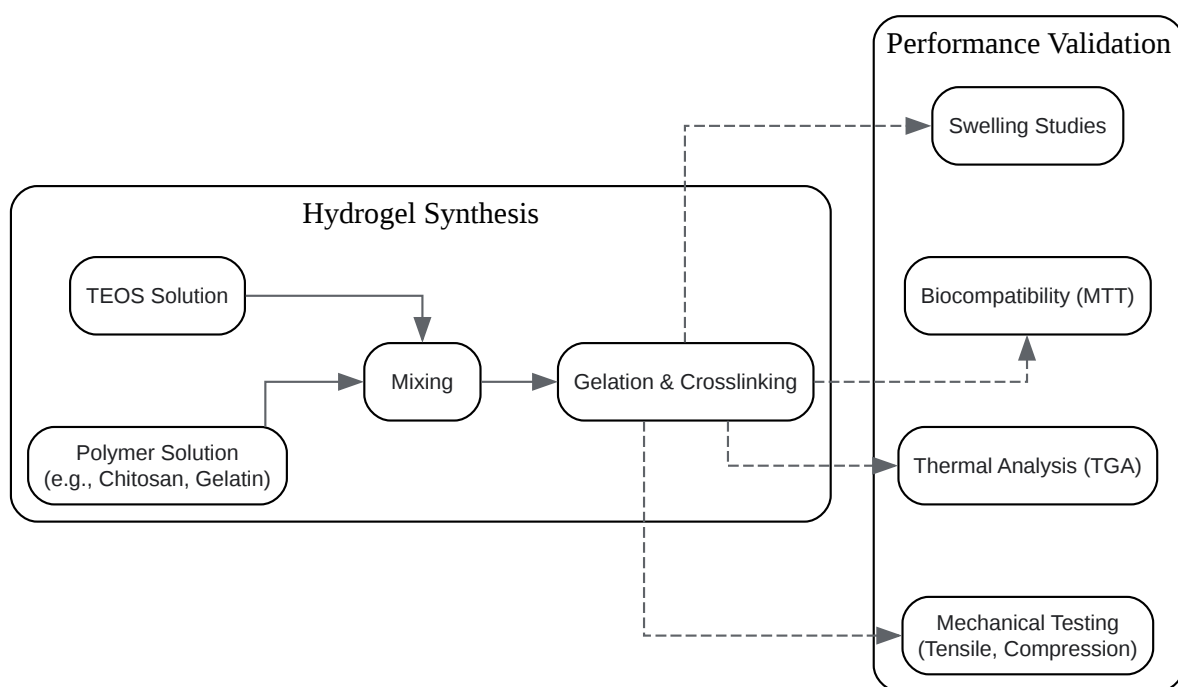 Hydrogel Synthesis
TEOS Solution
Polymer Solution
(e.g., Chitosan, Gelatin)
Mixing
Gelation & Crosslinking
Performance Validation
Swelling Studies
Biocompatibility (MTT)
Thermal Analysis (TGA)
Mechanical Testing
(Tensile, Compression)